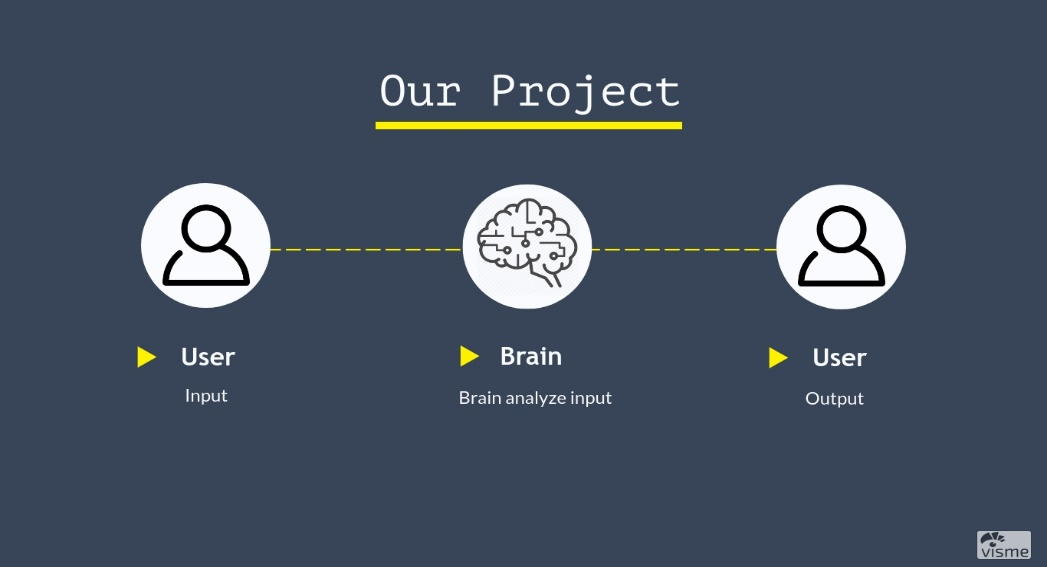 Our Project
User
Input
Brain
Brain analyze input
User
Output
visme